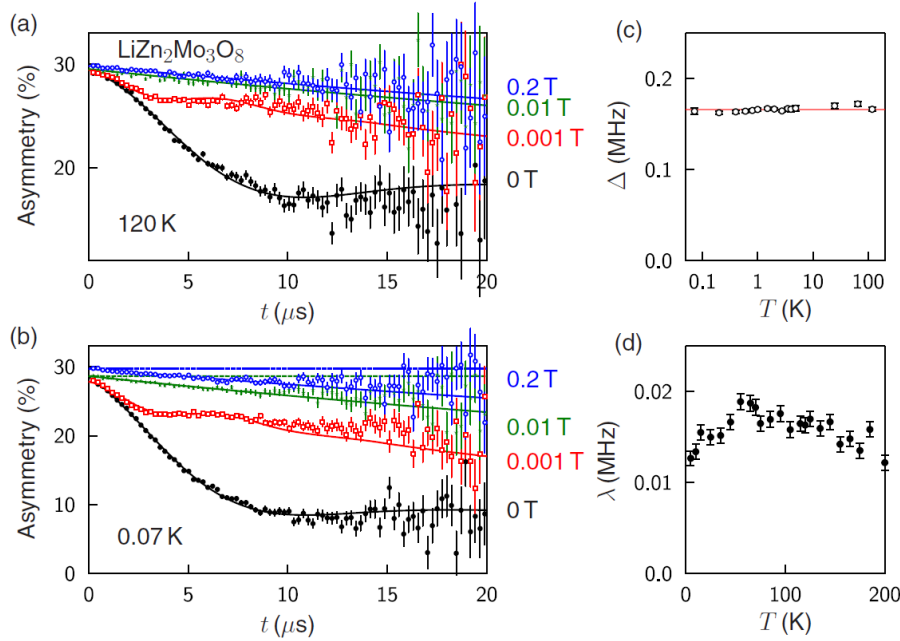 (a)
LiZn₂Mo₃O₈
Asymmetry (%)
30
20
120 K
0.2 T
0.01 T
0.001 T
0 T
0 5 10 15 20
t (μs)
(b)
Asymmetry (%)
40
30
20
10
0
0.07 K
0.2 T
0.01 T
0.001 T
0 T
0 5 10 15 20
t (μs)
(c)
Δ (MHz)
0.2
0.1
0.0
0.1 1 10 100
T (K)
(d)
λ (MHz)
0.02
0.01
0.00
0 100 200
T (K)